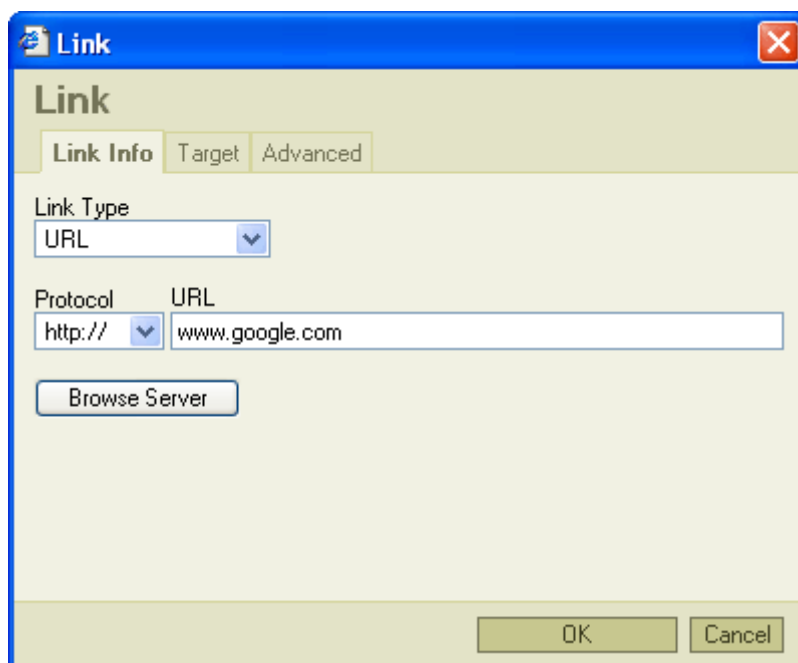 Link
Link
Link Info Target Advanced
Link Type
URL
Protocol URL
http:// www.google.com
Browse Server
OK Cancel